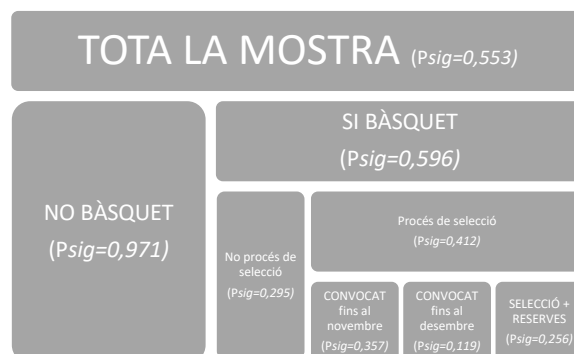 TOTA LA MOSTRA (Psig=0,553)
NO BÀSQUET
(Psig=0,971)
SI BÀSQUET
(Psig=0,596)
No procés de
selecció
(Psig=0,295)
Procés de selecció
(Psig=0,412)
CONVOCAT
fins al
novembre
(Psig=0,357)
CONVOCAT
fins al
desembre
(Psig=0,119)
SELECCIÓ +
RESERVES
(Psig=0,256)